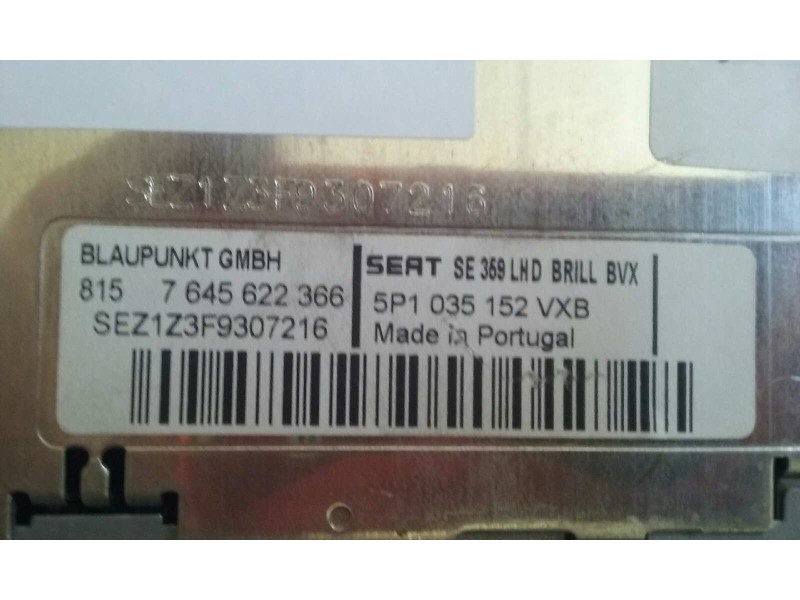 SEZ1Z3F9307216
BLAUPUNKT GMBH
815 7 645 622 366
SEZ1Z3F9307216
SEAT SE 359 LHD BRILL BVX
5P1 035 152 VXB
Made in Portugal